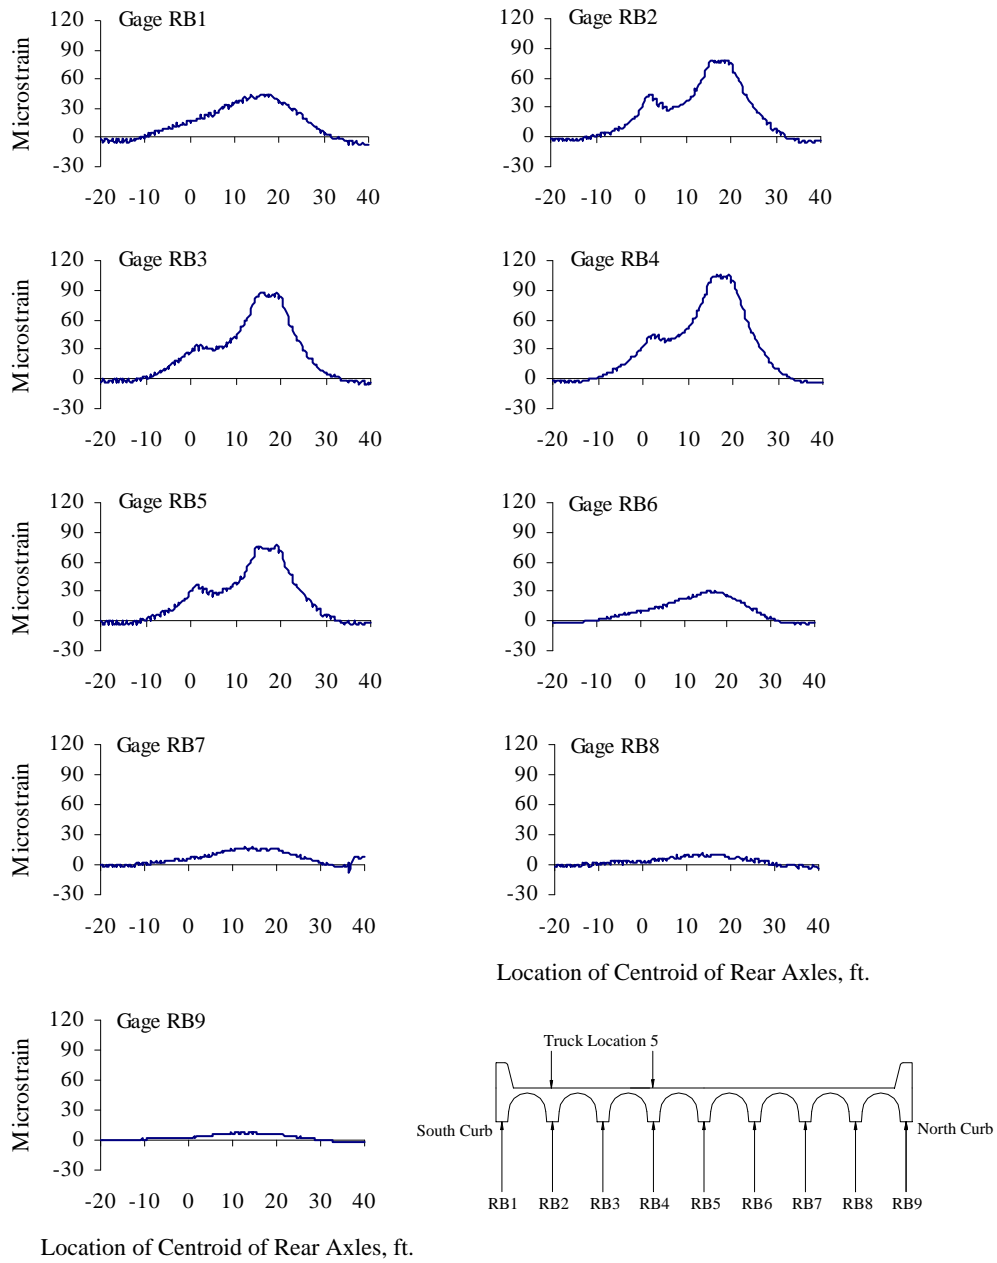 Gage RB1
120
90
60
30
0
-30
-20 -10 0 10 20 30 40
Microstrain
Gage RB2
120
90
60
30
0
-30
-20 -10 0 10 20 30 40
Gage RB3
120
90
60
30
0
-30
-20 -10 0 10 20 30 40
Microstrain
Gage RB4
120
90
60
30
0
-30
-20 -10 0 10 20 30 40
Gage RB5
120
90
60
30
0
-30
-20 -10 0 10 20 30 40
Microstrain
Gage RB6
120
90
60
30
0
-30
-20 -10 0 10 20 30 40
Gage RB7
120
90
60
30
0
-30
-20 -10 0 10 20 30 40
Microstrain
Gage RB8
120
90
60
30
0
-30
-20 -10 0 10 20 30 40
Location of Centroid of Rear Axles, ft.
Gage RB9
120
90
60
30
0
-30
-20 -10 0 10 20 30 40
Microstrain
Location of Centroid of Rear Axles, ft.
Truck Location 5
South Curb
North Curb
RB1 RB2 RB3 RB4 RB5 RB6 RB7 RB8 RB9